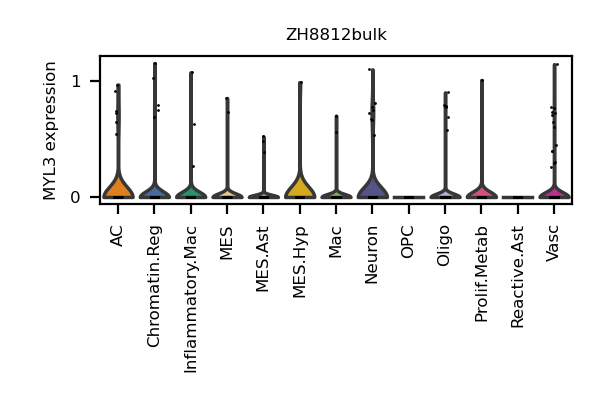 ZH8812bulk
MYL3 expression
1
0
AC
Chromatin.Reg
Inflammatory.Mac
MES
MES.Ast
MES.Hyp
Mac
Neuron
OPC
Oligo
Prolif.Metab
Reactive.Ast
Vasc